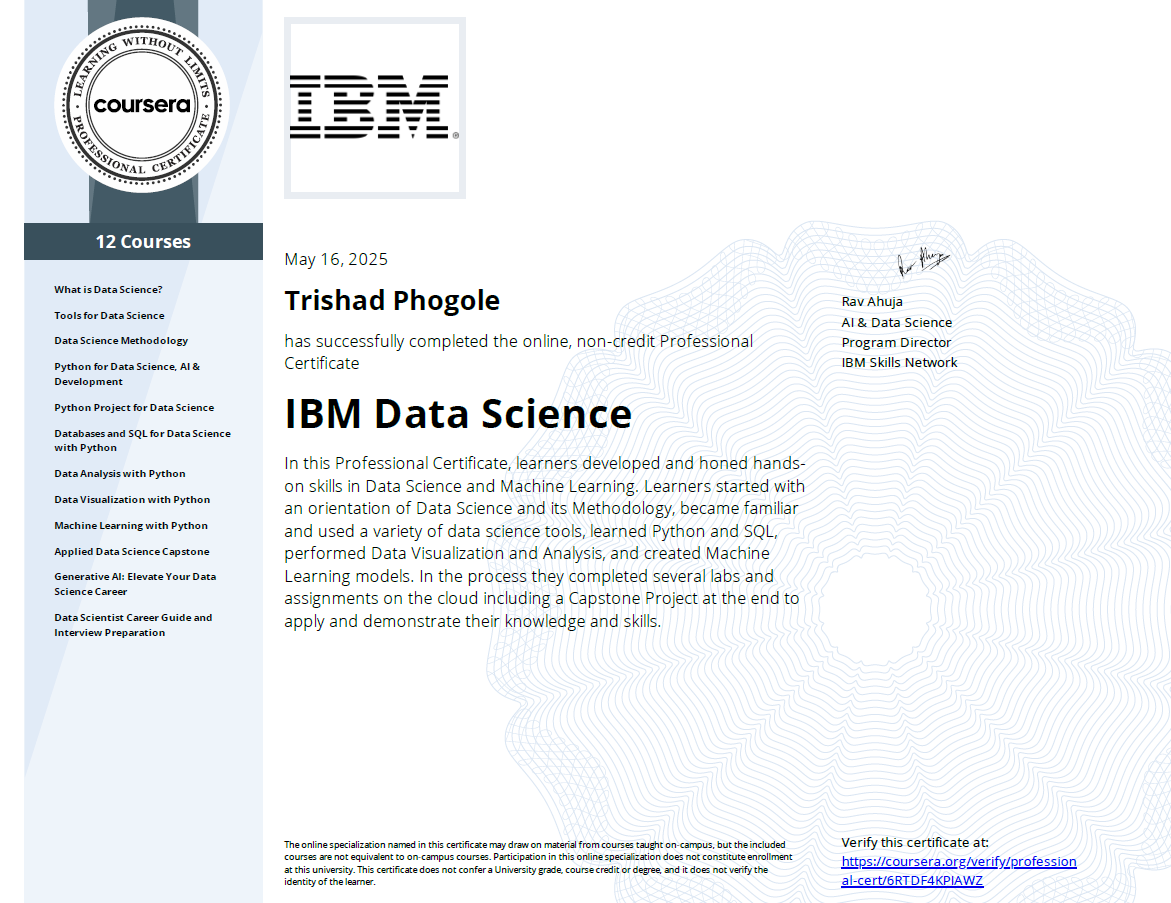 LEARNING WITHOUT LIMITS
coursera
PROFESSIONAL CERTIFICATE
12 Courses
What is Data Science?
Tools for Data Science
Data Science Methodology
Python for Data Science, AI &
Development
Python Project for Data Science
Databases and SQL for Data Science
with Python
Data Analysis with Python
Data Visualization with Python
Machine Learning with Python
Applied Data Science Capstone
Generative AI: Elevate Your Data
Science Career
Data Scientist Career Guide and
Interview Preparation
IBM®
May 16, 2025
Trishad Phogole
has successfully completed the online, non-credit Professional
Certificate
IBM Data Science
In this Professional Certificate, learners developed and honed hands-
on skills in Data Science and Machine Learning. Learners started with
an orientation of Data Science and its Methodology, became familiar
and used a variety of data science tools, learned Python and SQL,
performed Data Visualization and Analysis, and created Machine
Learning models. In the process they completed several labs and
assignments on the cloud including a Capstone Project at the end to
apply and demonstrate their knowledge and skills.
Rav Ahuja
Rav Ahuja
AI & Data Science
Program Director
IBM Skills Network
The online specialization named in this certificate may draw on material from courses taught on-campus, but the included
courses are not equivalent to on-campus courses. Participation in this online specialization does not constitute enrollment
at this university. This certificate does not confer a University grade, course credit or degree, and it does not verify the
identity of the learner.
Verify this certificate at:
https://coursera.org/verify/profession
al-cert/6RTDF4KPIAWZ